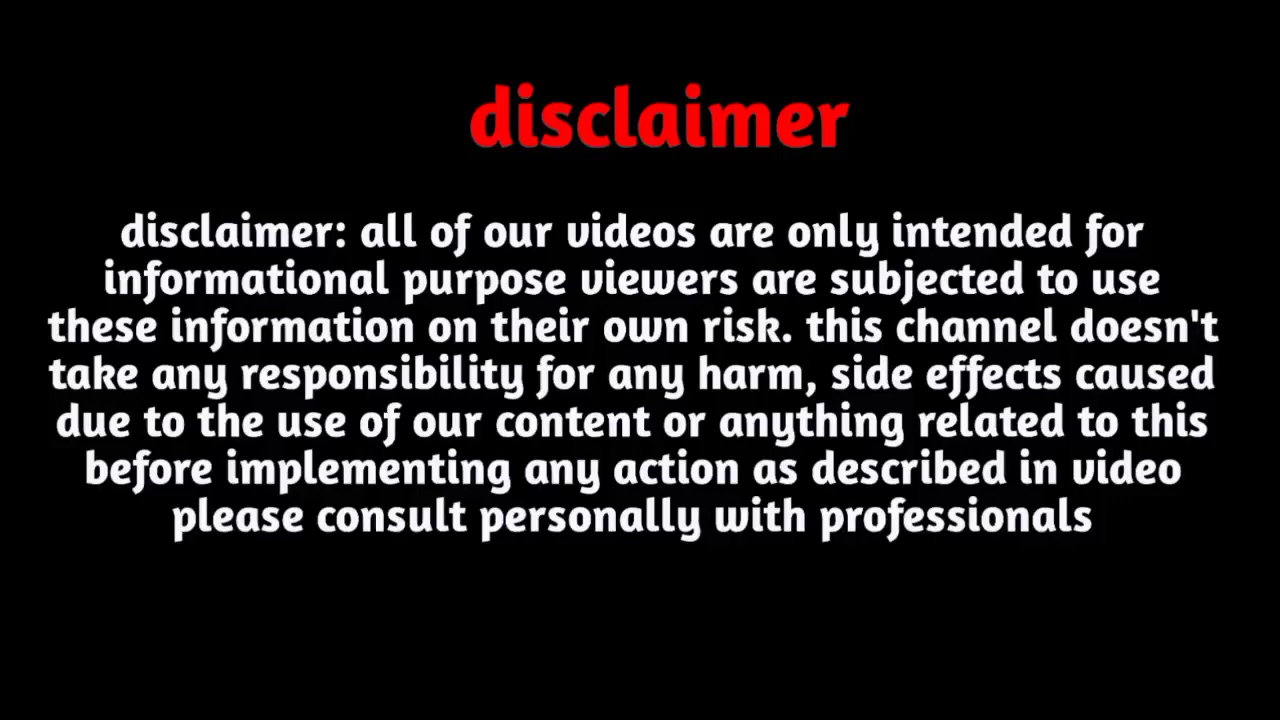 disclaimer
disclaimer: all of our videos are only intended for
informational purpose viewers are subjected to use
these information on their own risk. this channel doesn't
take any responsibility for any harm, side effects caused
due to the use of our content or anything related to this
before implementing any action as described in video
please consult personally with professionals